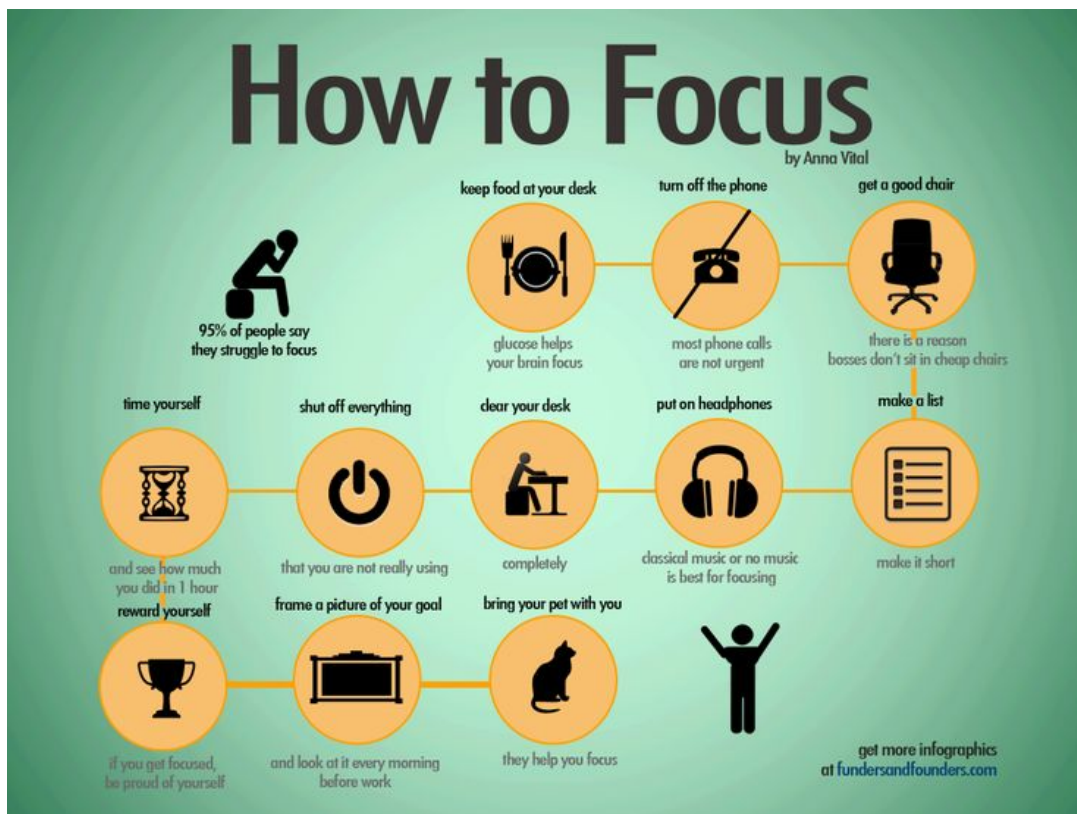 How to Focus
by Anna Vital
95% of people say
they struggle to focus
keep food at your desk
glucose helps
your brain focus
turn off the phone
most phone calls
are not urgent
get a good chair
there is a reason
bosses don't sit in cheap chairs
make a list
make it short
put on headphones
classical music or no music
is best for focusing
clear your desk
completely
shut off everything
that you are not really using
time yourself
and see how much
you did in 1 hour
reward yourself
if you get focused,
be proud of yourself
frame a picture of your goal
and look at it every morning
before work
bring your pet with you
they help you focus
get more infographics
at fundersandfounders.com